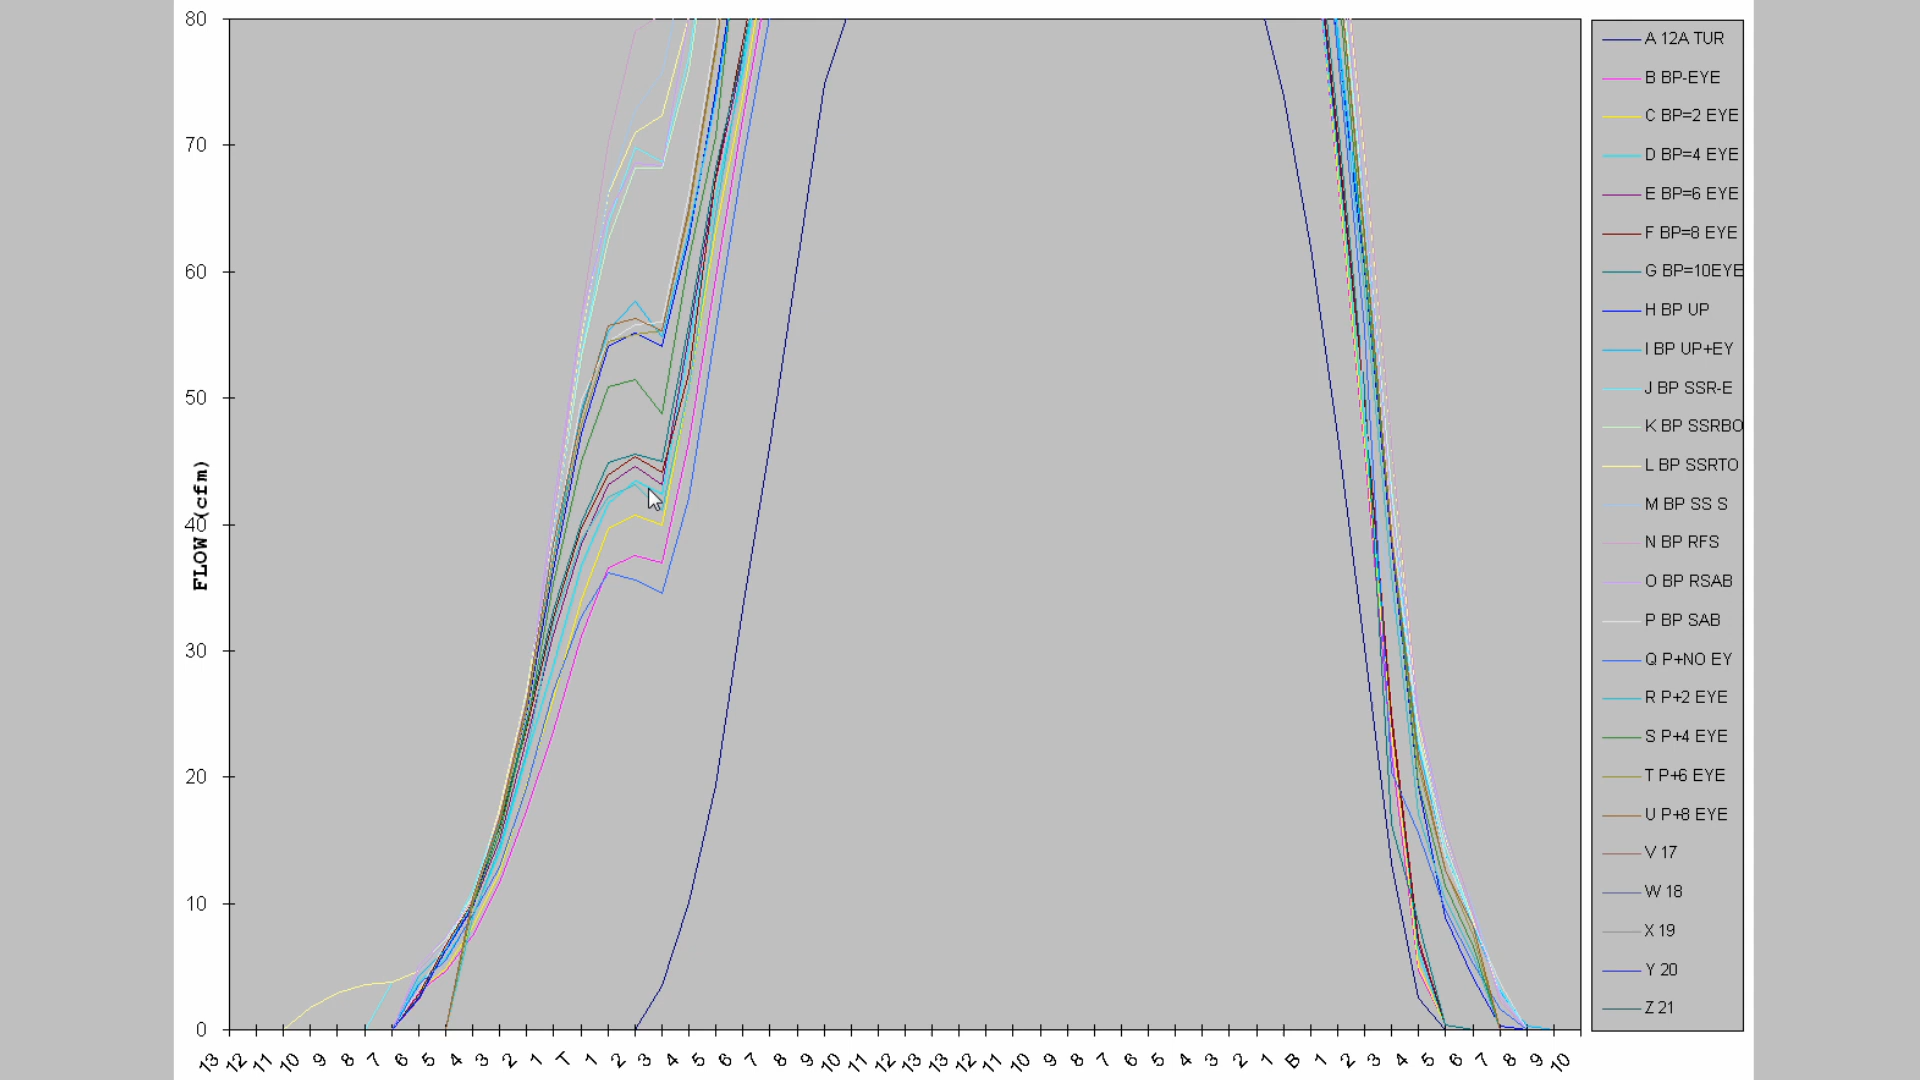 80
70
60
50
40
30
20
10
0
FLOW (cfm)
13 12 11 10 9 8 7 6 5 4 3 2 1 T 1 2 3 4 5 6 7 8 9 10 11 12 13 13 12 11 10 9 8 7 6 5 4 3 2 1 B 1 2 3 4 5 6 7 8 9 10
A 12A TUR
B BP-EYE
C BP=2 EYE
D BP=4 EYE
E BP=6 EYE
F BP=8 EYE
G BP=10EYE
H BP UP
I BP UP+EY
J BP SSR-E
K BP SSRBO
L BP SSRTO
M BP SS S
N BP RFS
O BP RSAB
P BP SAB
Q P+NO EY
R P+2 EYE
S P+4 EYE
T P+6 EYE
U P+8 EYE
V 17
W 18
X 19
Y 20
Z 21